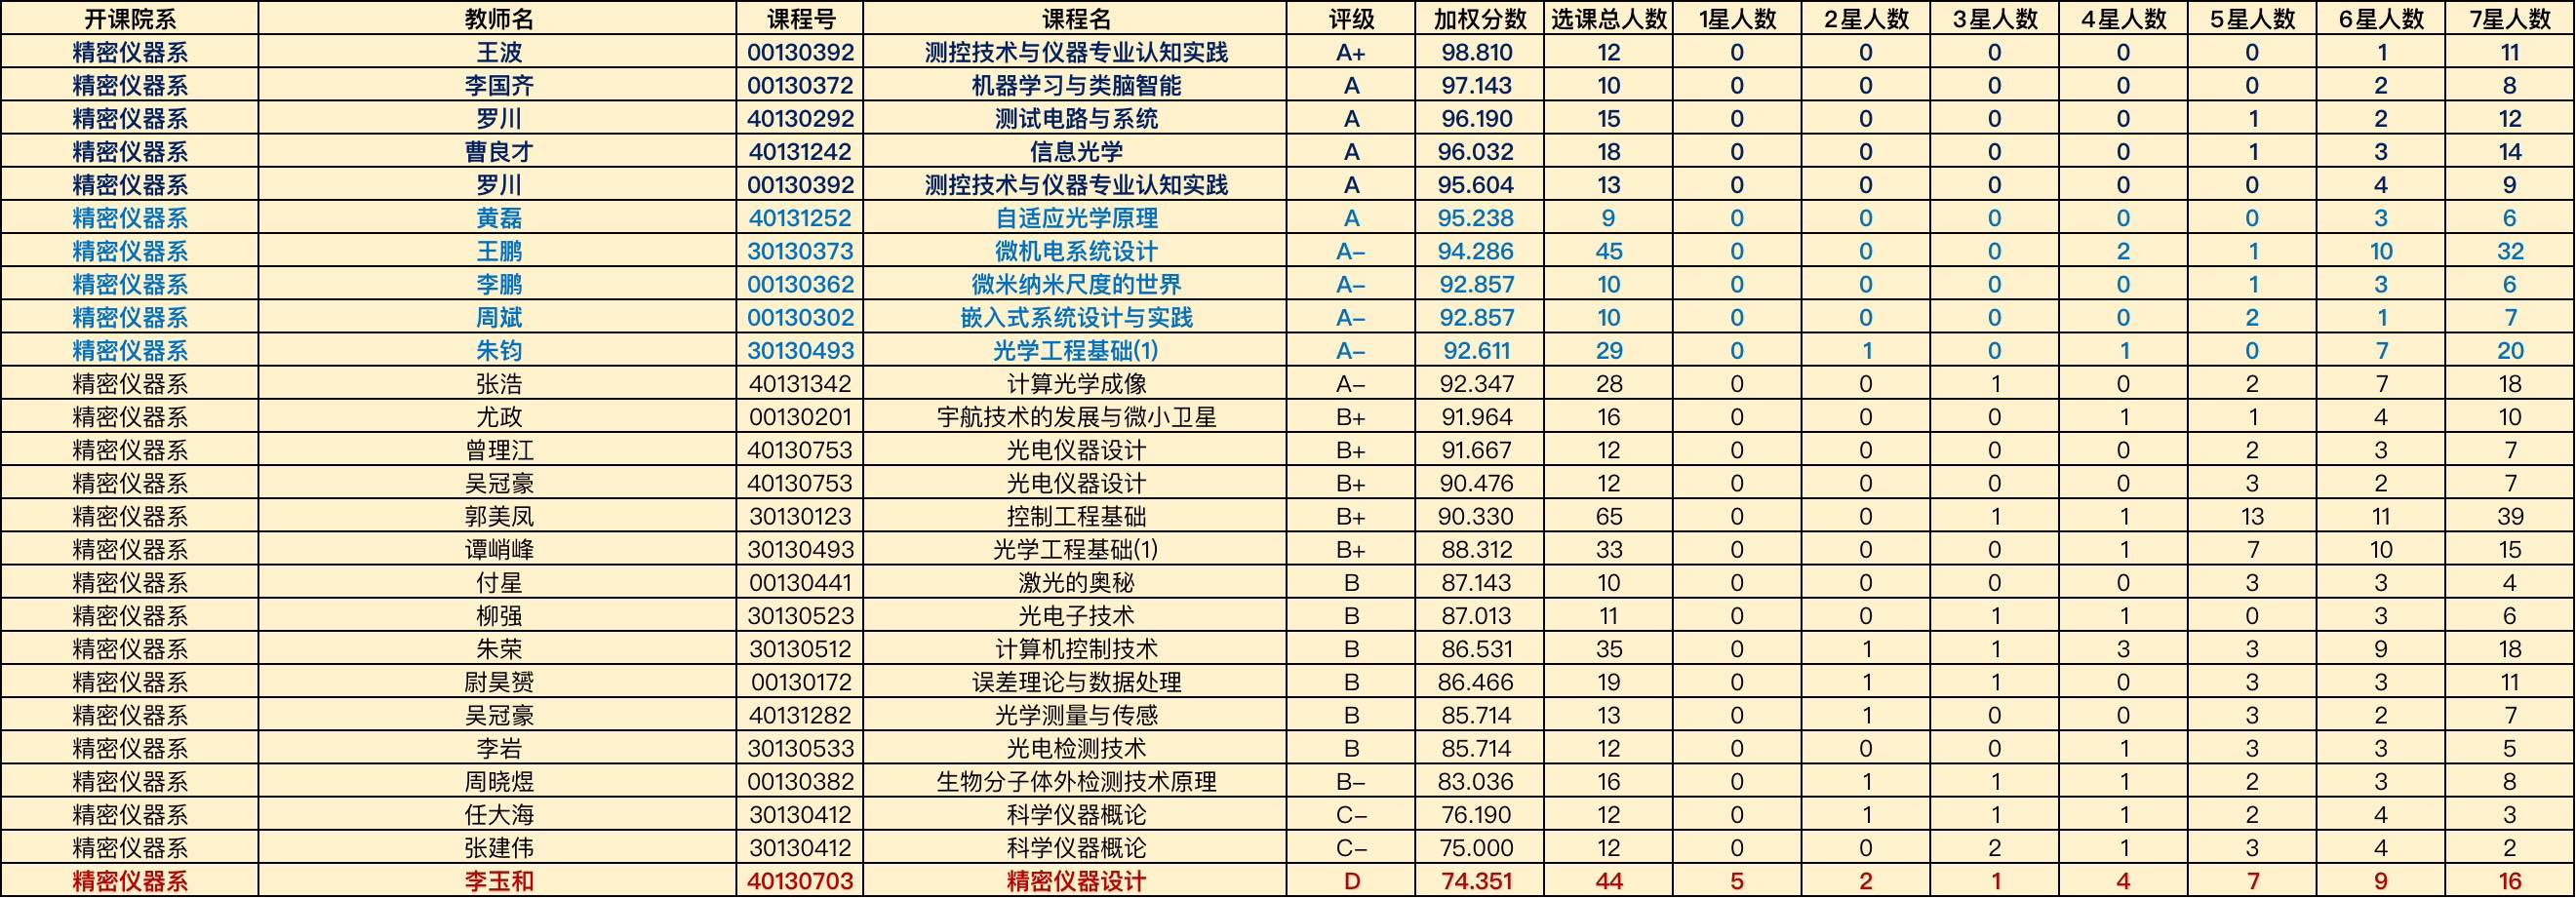 开课院系 教师名 课程号 课程名 评级 加权分数 选课总人数 1星人数 2星人数 3星人数 4星人数 5星人数 6星人数 7星人数
精密仪器系 王波 00130392 测控技术与仪器专业认知实践 A+ 98.810 12 0 0 0 0 0 1 11
精密仪器系 李国齐 00130372 机器学习与类脑智能 A 97.143 10 0 0 0 0 0 2 8
精密仪器系 罗川 40130292 测试电路与系统 A 96.190 15 0 0 0 0 1 2 12
精密仪器系 曹良才 40131242 信息光学 A 96.032 18 0 0 0 0 1 3 14
精密仪器系 罗川 00130392 测控技术与仪器专业认知实践 A 95.604 13 0 0 0 0 0 4 9
精密仪器系 黄磊 40131252 自适应光学原理 A 95.238 9 0 0 0 0 0 3 6
精密仪器系 王鹏 30130373 微机电系统设计 A- 94.286 45 0 0 0 2 1 10 32
精密仪器系 李鹏 00130362 微米纳米尺度的世界 A- 92.857 10 0 0 0 0 1 3 6
精密仪器系 周斌 00130302 嵌入式系统设计与实践 A- 92.857 10 0 0 0 0 2 1 7
精密仪器系 朱钧 30130493 光学工程基础(1) A- 92.611 29 0 1 0 1 0 7 20
精密仪器系 张浩 40131342 计算光学成像 A- 92.347 28 0 0 1 0 2 7 18
精密仪器系 尤政 00130201 宇航技术的发展与微小卫星 B+ 91.964 16 0 0 0 1 1 4 10
精密仪器系 曾理江 40130753 光电仪器设计 B+ 91.667 12 0 0 0 0 2 3 7
精密仪器系 吴冠豪 40130753 光电仪器设计 B+ 90.476 12 0 0 0 0 3 2 7
精密仪器系 郭美凤 30130123 控制工程基础 B+ 90.330 65 0 0 1 1 13 11 39
精密仪器系 谭峭峰 30130493 光学工程基础(1) B+ 88.312 33 0 0 0 1 7 10 15
精密仪器系 付星 00130441 激光的奥秘 B 87.143 10 0 0 0 0 3 3 4
精密仪器系 柳强 30130523 光电子技术 B 87.013 11 0 0 1 1 0 3 6
精密仪器系 朱荣 30130512 计算机控制技术 B 86.531 35 0 1 1 3 3 9 18
精密仪器系 尉昊赟 00130172 误差理论与数据处理 B 86.466 19 0 1 1 0 3 3 11
精密仪器系 吴冠豪 40131282 光学测量与传感 B 85.714 13 0 1 0 0 3 2 7
精密仪器系 李岩 30130533 光电检测技术 B 85.714 12 0 0 0 1 3 3 5
精密仪器系 周晓煜 00130382 生物分子体外检测技术原理 B- 83.036 16 0 1 1 1 2 3 8
精密仪器系 任大海 30130412 科学仪器概论 C- 76.190 12 0 1 1 1 2 4 3
精密仪器系 张建伟 30130412 科学仪器概论 C- 75.000 12 0 0 2 1 3 4 2
精密仪器系 李玉和 40130703 精密仪器设计 D 74.351 44 5 2 1 4 7 9 16